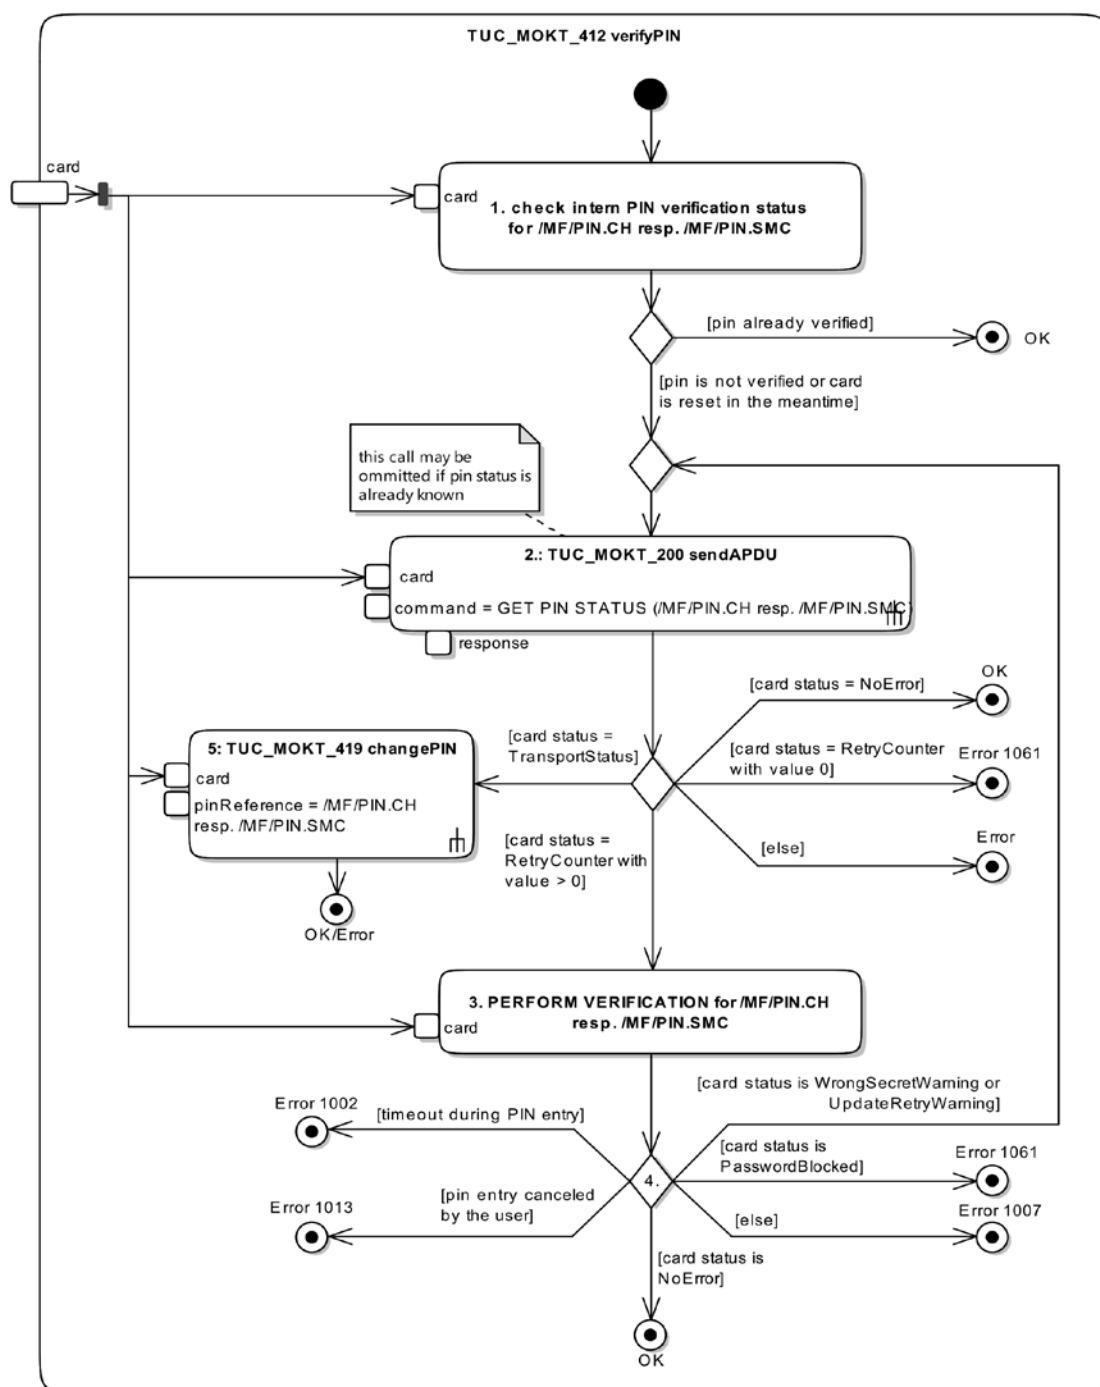 TUC_MOKT_412 verifyPIN
card
card
1. check intern PIN verification status
for /MF/PIN.CH resp. /MF/PIN.SMC
[pin already verified]
OK
[pin is not verified or card
is reset in the meantime]
this call may be
ommitted if pin status is
already known
2.: TUC_MOKT_200 sendAPDU
card
command = GET PIN STATUS (/MF/PIN.CH resp. /MF/PIN.SMC)
response
OK
[card status = NoError]
[card status =
TransportStatus]
[card status = RetryCounter
with value 0]
Error 1061
5: TUC_MOKT_419 changePIN
card
pinReference = /MF/PIN.CH
resp. /MF/PIN.SMC
[card status =
RetryCounter with
value > 0]
[else]
Error
OK/Error
3. PERFORM VERIFICATION for /MF/PIN.CH
resp. /MF/PIN.SMC
card
[card status is WrongSecretWarning or
UpdateRetryWarning]
Error 1002
[timeout during PIN entry]
[card status is
PasswordBlocked]
Error 1061
4.
Error 1013
[pin entry canceled
by the user]
[else]
Error 1007
[card status is
NoError]
OK